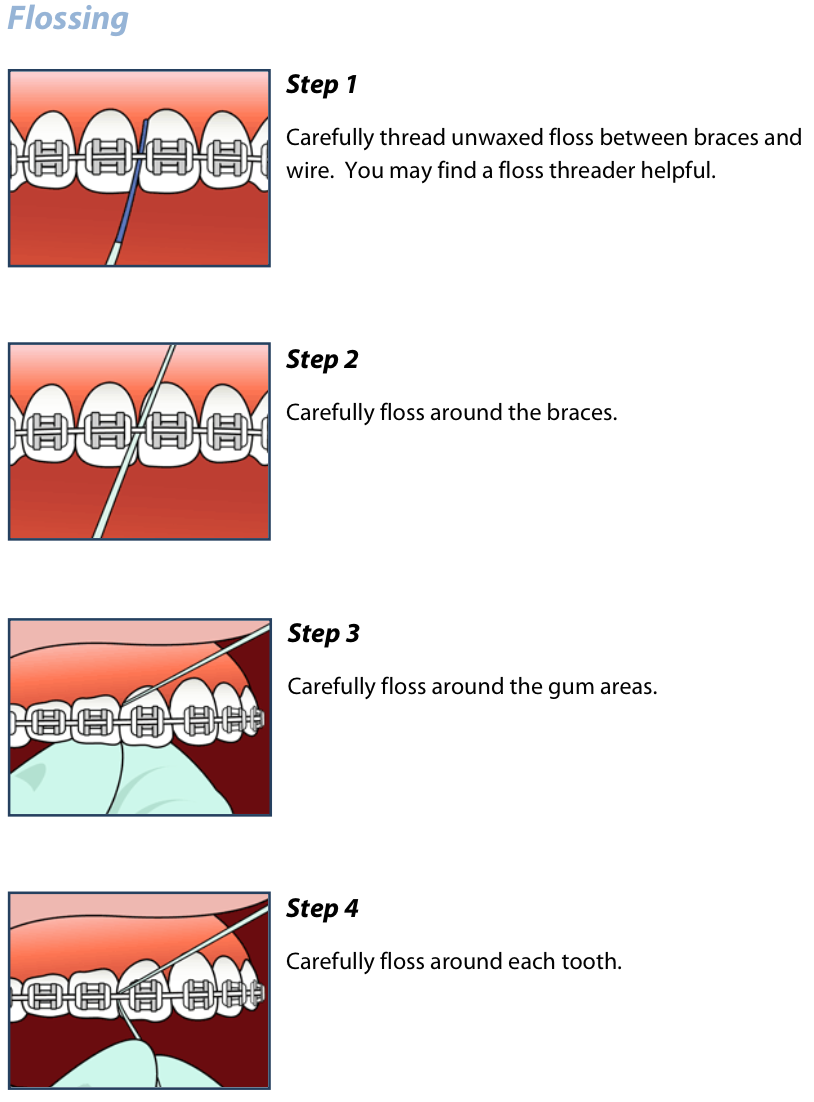 Flossing
Step 1
Carefully thread unwaxed floss between braces and
wire.  You may find a floss threader helpful.
Step 2
Carefully floss around the braces.
Step 3
Carefully floss around the gum areas.
Step 4
Carefully floss around each tooth.